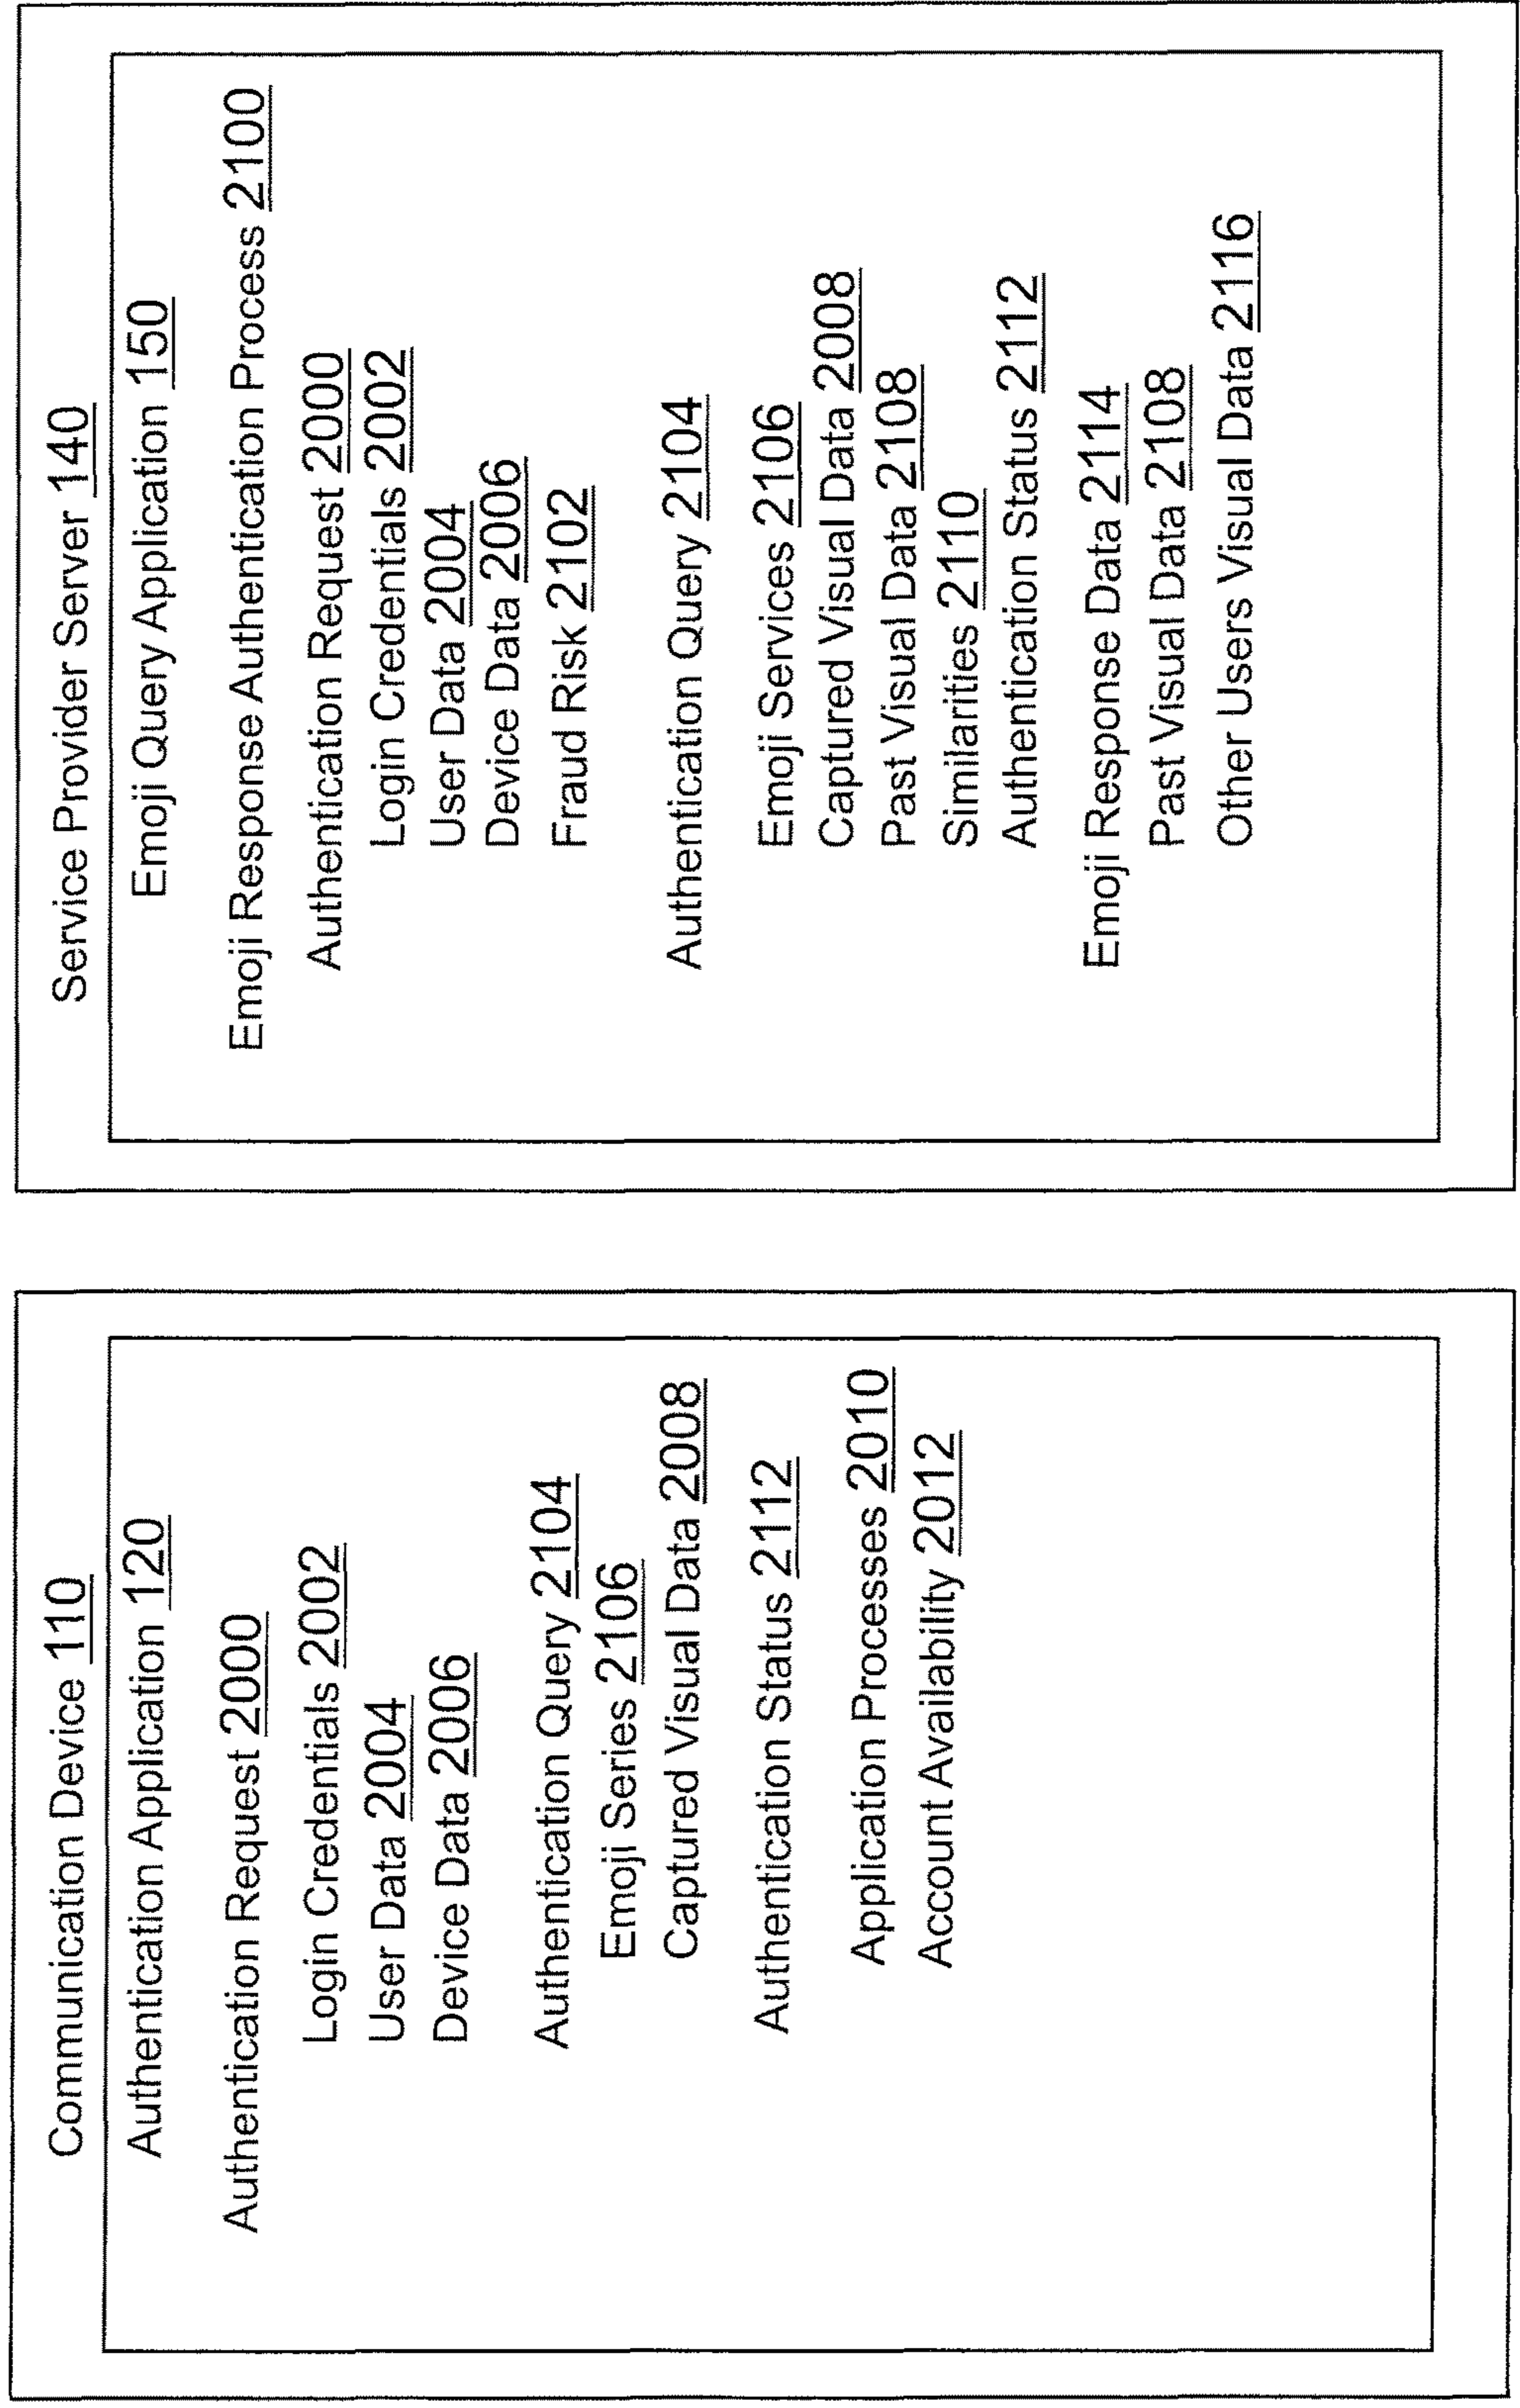 Communication Device 110
Authentication Application 120
Authentication Request 2000
Login Credentials 2002
User Data 2004
Device Data 2006
Authentication Query 2104
Emoji Series 2106
Captured Visual Data 2008
Authentication Status 2112
Application Processes 2010
Account Availability 2012
Service Provider Server 140
Emoji Query Application 150
Emoji Response Authentication Process 2100
Authentication Request 2000
Login Credentials 2002
User Data 2004
Device Data 2006
Fraud Risk 2102
Authentication Query 2104
Emoji Services 2106
Captured Visual Data 2008
Past Visual Data 2108
Similarities 2110
Authentication Status 2112
Emoji Response Data 2114
Past Visual Data 2108
Other Users Visual Data 2116